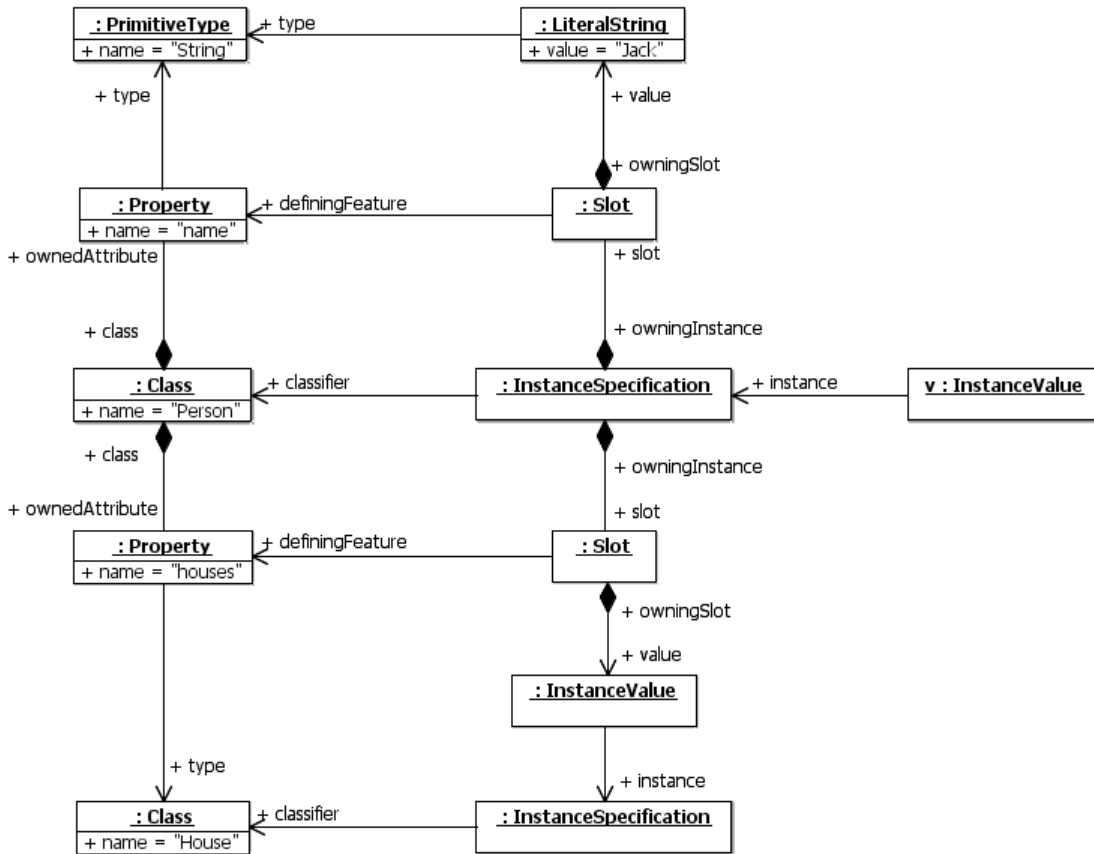 : PrimitiveType
+ name = "String"
+ type
: LiteralString
+ value = "Jack"
+ type
+ value
+ owningSlot
: Property
+ name = "name"
+ definingFeature
: Slot
+ ownedAttribute
+ slot
+ class
+ owningInstance
: Class
+ name = "Person"
+ classifier
: InstanceSpecification
+ instance
v : InstanceValue
+ class
+ owningInstance
+ ownedAttribute
+ slot
: Property
+ name = "houses"
+ definingFeature
: Slot
+ owningSlot
+ value
: InstanceValue
+ type
+ instance
: Class
+ name = "House"
+ classifier
: InstanceSpecification